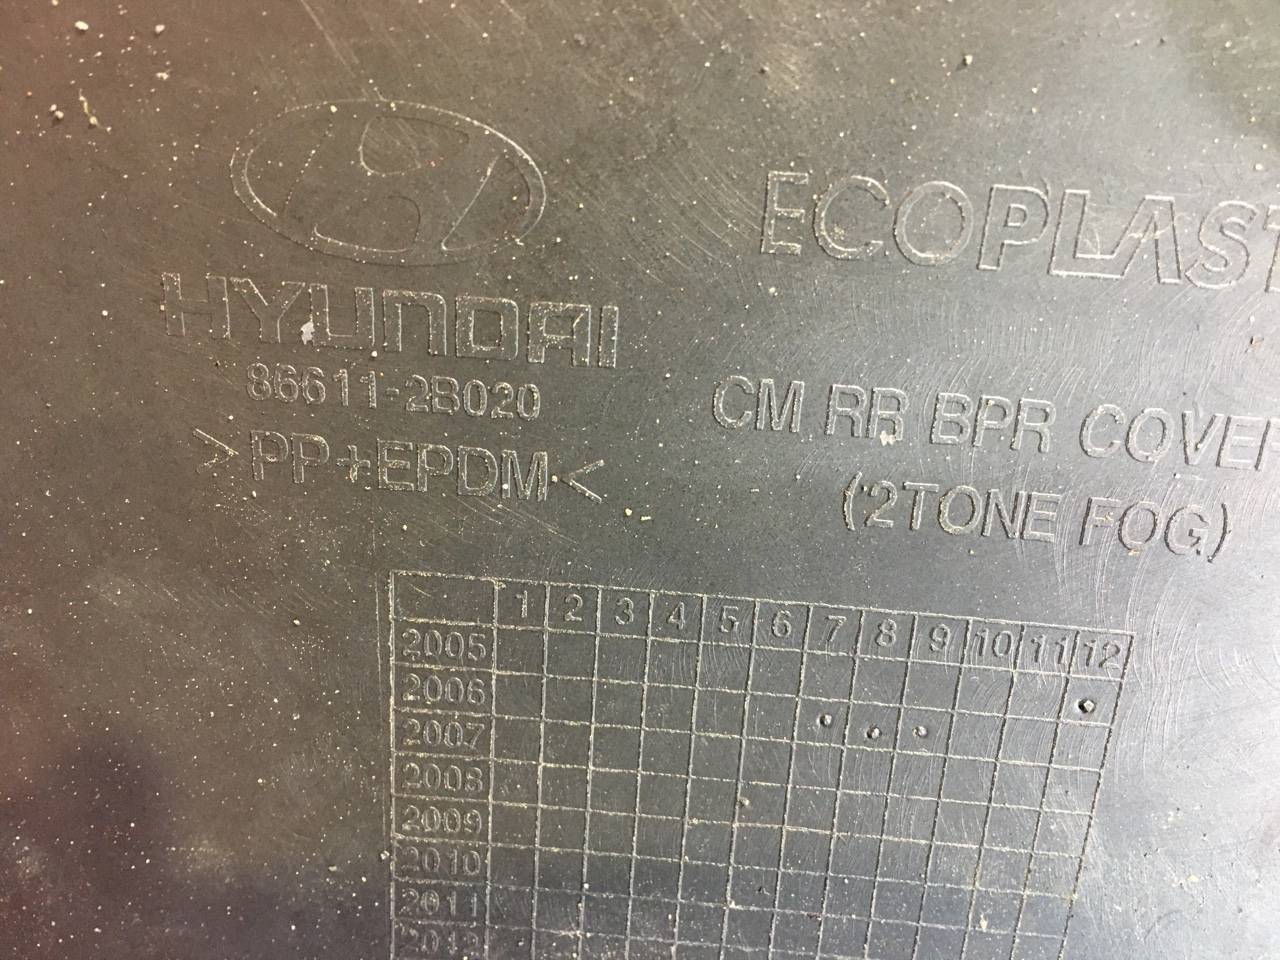 HYUNDAI
86611-2B020
>PP+EPDM<
ECOPLAST
CM RR BPR COVER
(2TONE FOG)
1 2 3 4 5 6 7 8 9 10 11 12
2005
2006
2007
2008
2009
2010
2011
2012